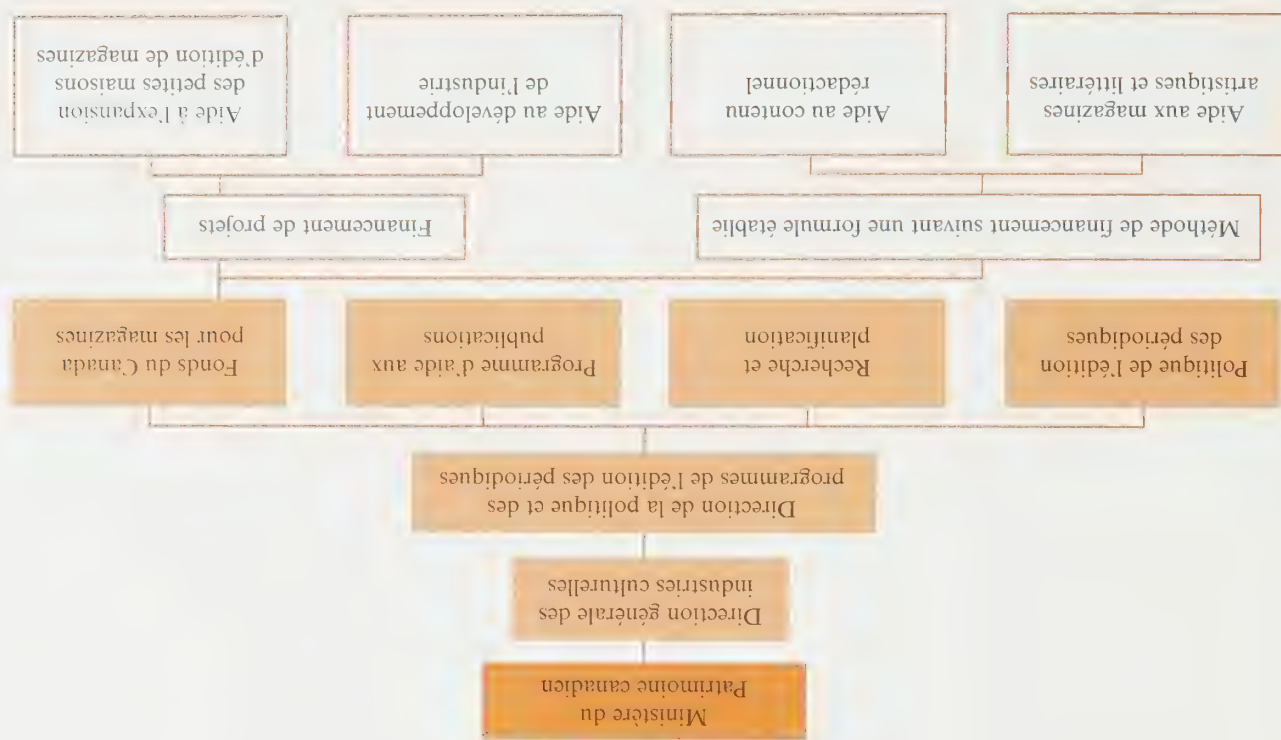 Ministère du
Patrimoine canadien
Direction générale des
industries culturelles
Direction de la politique et des
programmes de l'édition des périodiques
Politique de l'édition
des périodiques
Recherche et
planification
Programme d'aide aux
publications
Fonds du Canada
pour les magazines
Méthode de financement suivant une formule établie
Financement de projets
Aide aux magazines
artistiques et littéraires
Aide au contenu
rédactionnel
Aide au développement
de l'industrie
Aide à l'expansion
des petites maisons
d'édition de magazines